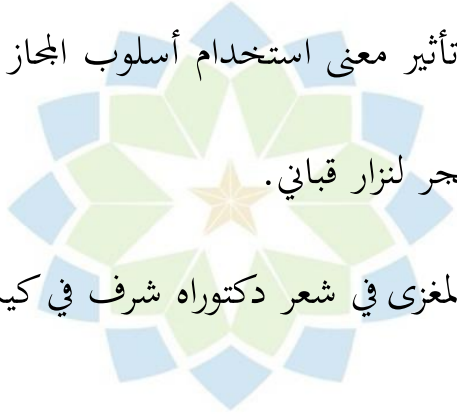 تأثير معنى استخدام أسلوب المجاز
جر لنزار قباني.
لمغزى في شعر دكتوراه شرف في كي